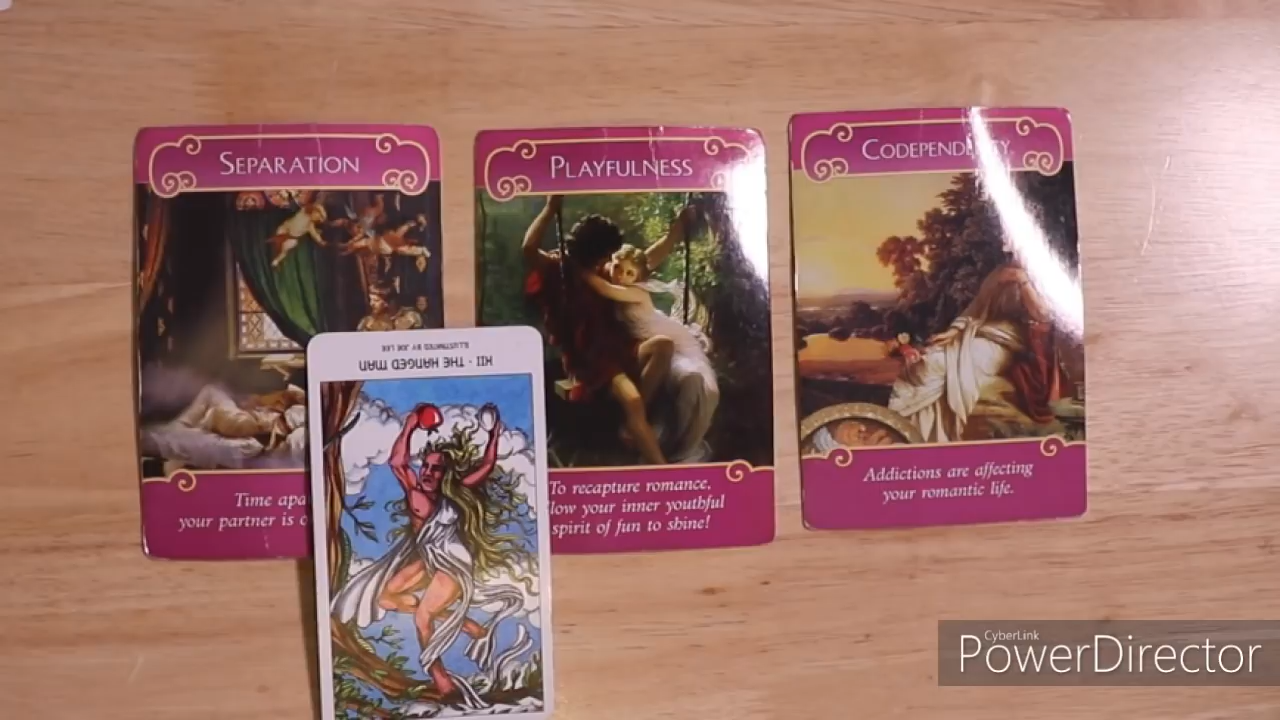 SEPARATION
PLAYFULNESS
CODEPENDENCY
ILLUSTRATED BY JOE LEE
XII · THE HANGED MAN
Time apa
your partner is o
To recapture romance,
llow your inner youthful
spirit of fun to shine!
Addictions are affecting
your romantic life.
CyberLink
PowerDirector